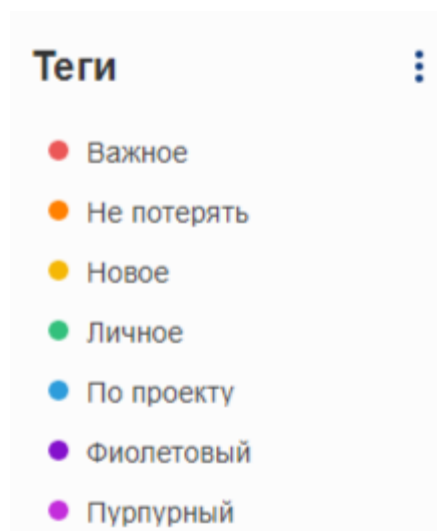 Теги
Важное
Не потерять
Новое
Личное
По проекту
Фиолетовый
Пурпурный